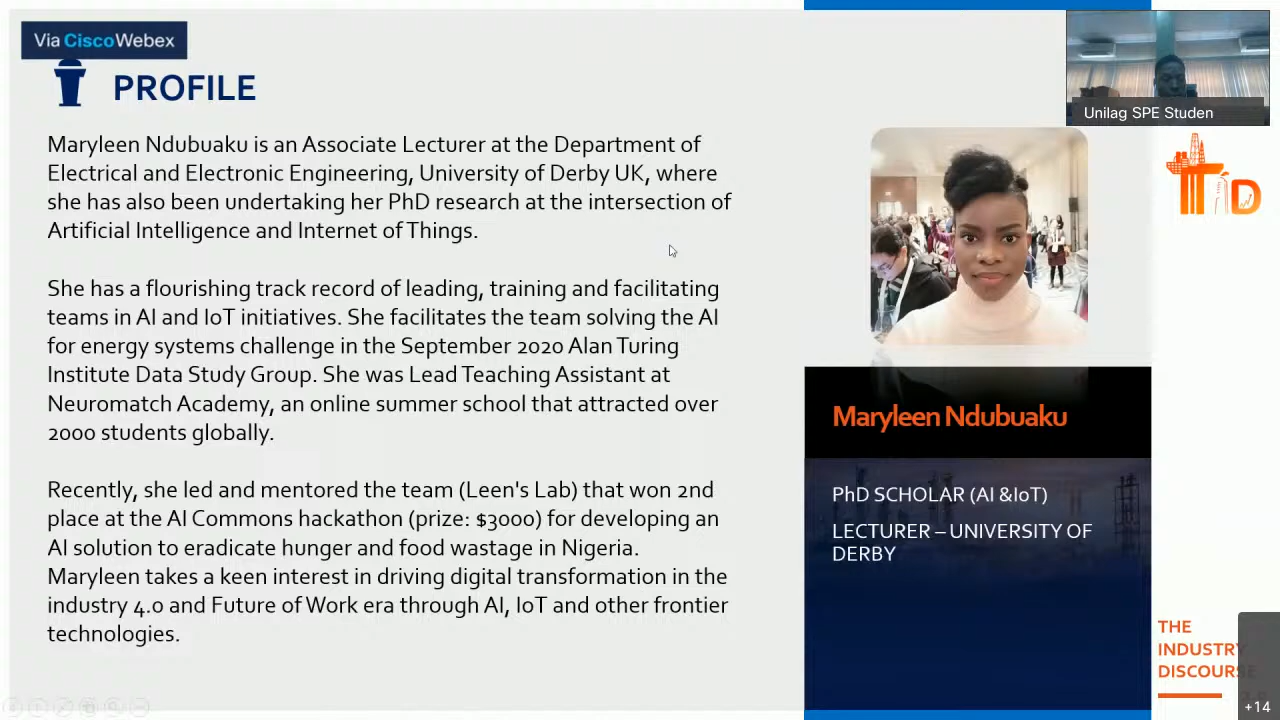 Via Cisco Webex
PROFILE
Maryleen Ndubuaku is an Associate Lecturer at the Department of
Electrical and Electronic Engineering, University of Derby UK, where
she has also been undertaking her PhD research at the intersection of
Artificial Intelligence and Internet of Things.
She has a flourishing track record of leading, training and facilitating
teams in AI and IoT initiatives. She facilitates the team solving the AI
for energy systems challenge in the September 2020 Alan Turing
Institute Data Study Group. She was Lead Teaching Assistant at
Neuromatch Academy, an online summer school that attracted over
2000 students globally.
Recently, she led and mentored the team (Leen's Lab) that won 2nd
place at the AI Commons hackathon (prize: $3000) for developing an
AI solution to eradicate hunger and food wastage in Nigeria.
Maryleen takes a keen interest in driving digital transformation in the
industry 4.0 and Future of Work era through AI, IoT and other frontier
technologies.
Unilag SPE Studen
D
Maryleen Ndubuaku
PhD SCHOLAR (AI &IoT)
LECTURER – UNIVERSITY OF
DERBY
THE
INDUSTRY
DISCOURSE
+14